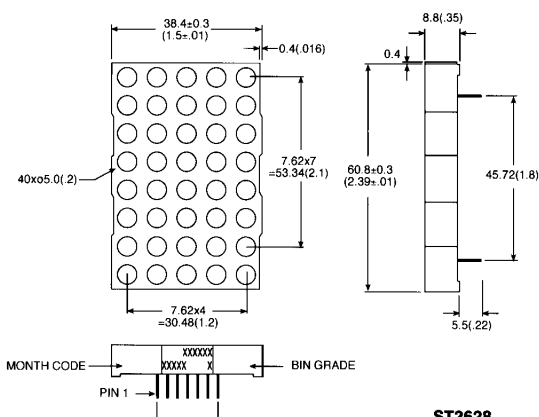 38.4±0.3
(1.5±.01)
0.4(.016)
8.8(.35)
0.4
40xø5.0(.2)
7.62x7
=53.34(2.1)
60.8±0.3
(2.39±.01)
45.72(1.8)
7.62x4
=30.48(1.2)
5.5(.22)
MONTH CODE
XXXXXX
XXXXX X
BIN GRADE
PIN 1